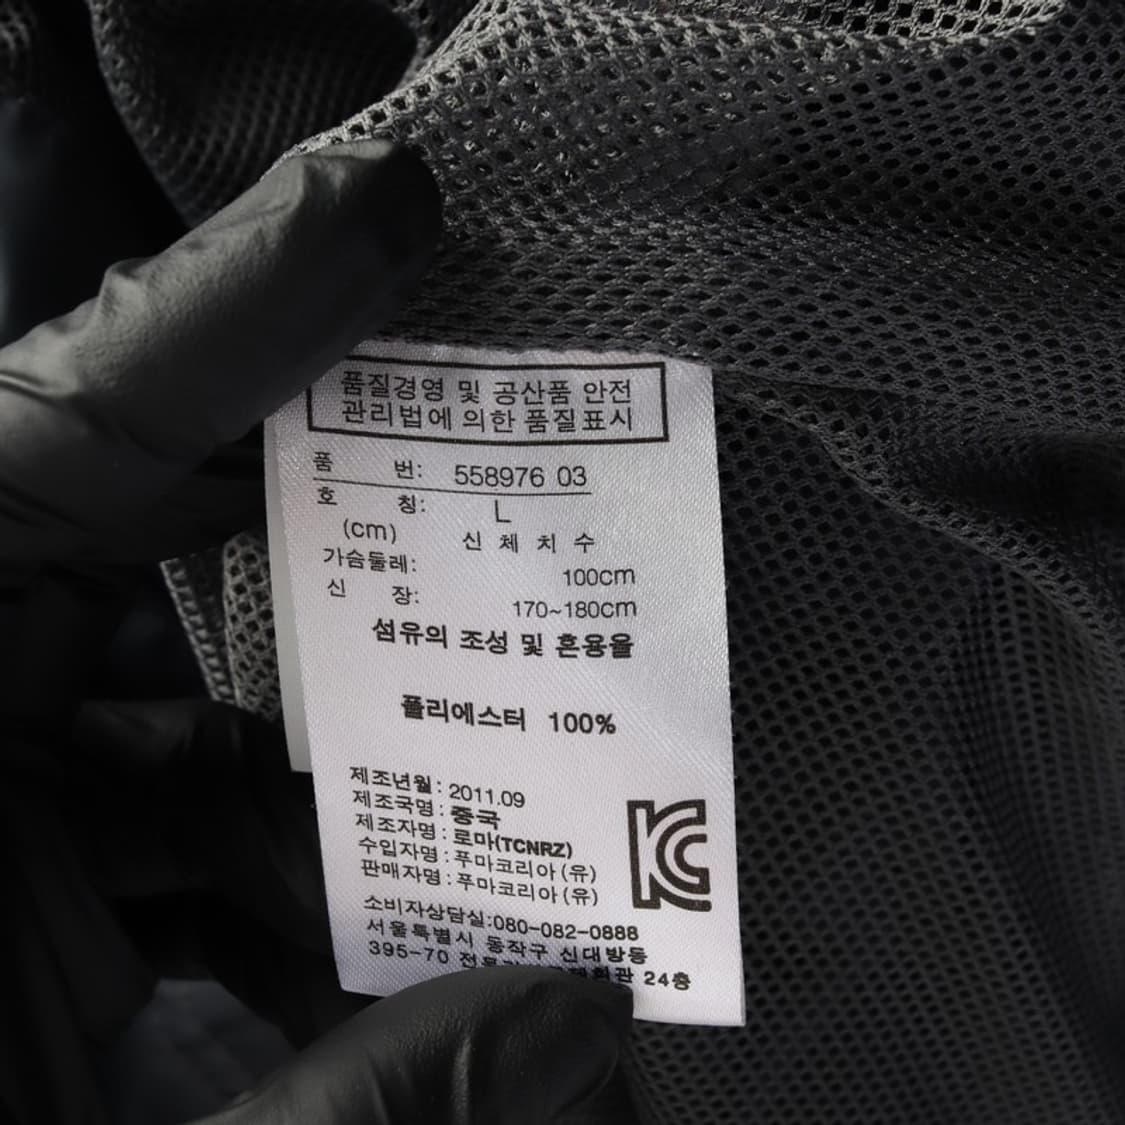 품질경영 및 공산품 안전
관리법에 의한 품질표시
품 번: 558976 03
호 칭: L
(cm) 신 체 치 수
가슴둘레: 100cm
신 장: 170~180cm
섬유의 조성 및 혼용율
폴리에스터 100%
제조년월: 2011.09
제조국명: 중국
제조자명: 로마(TCNRZ)
수입자명: 푸마코리아(유)
판매자명: 푸마코리아(유)
KC
소비자상담실:080-082-0888
서울특별시 동작구 신대방동
395-70 24층